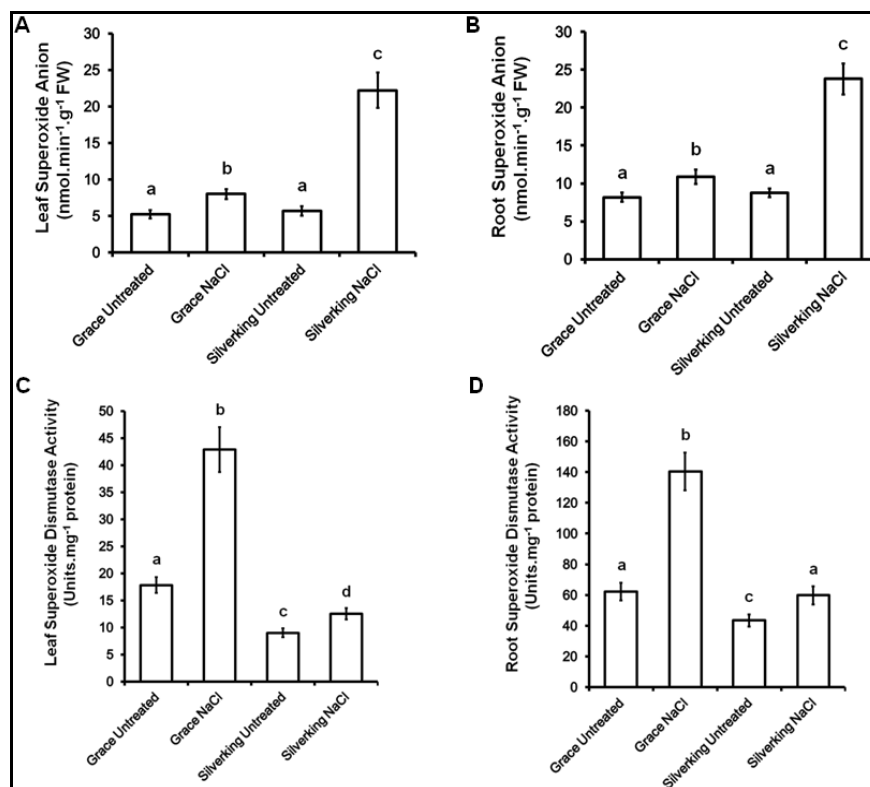 A
Leaf Superoxide Anion
(nmol.min⁻¹.g⁻¹ FW)
30
25
20
15
10
5
0
a
b
a
c
Grace Untreated
Grace NaCl
Silverking Untreated
Silverking NaCl
B
Root Superoxide Anion
(nmol.min⁻¹.g⁻¹ FW)
30
25
20
15
10
5
0
a
b
a
c
Grace Untreated
Grace NaCl
Silverking Untreated
Silverking NaCl
C
Leaf Superoxide Dismutase Activity
(Units.mg⁻¹ protein)
50
45
40
35
30
25
20
15
10
5
0
a
b
c
d
Grace Untreated
Grace NaCl
Silverking Untreated
Silverking NaCl
D
Root Superoxide Dismutase Activity
(Units.mg⁻¹ protein)
180
160
140
120
100
80
60
40
20
0
a
b
c
a
Grace Untreated
Grace NaCl
Silverking Untreated
Silverking NaCl